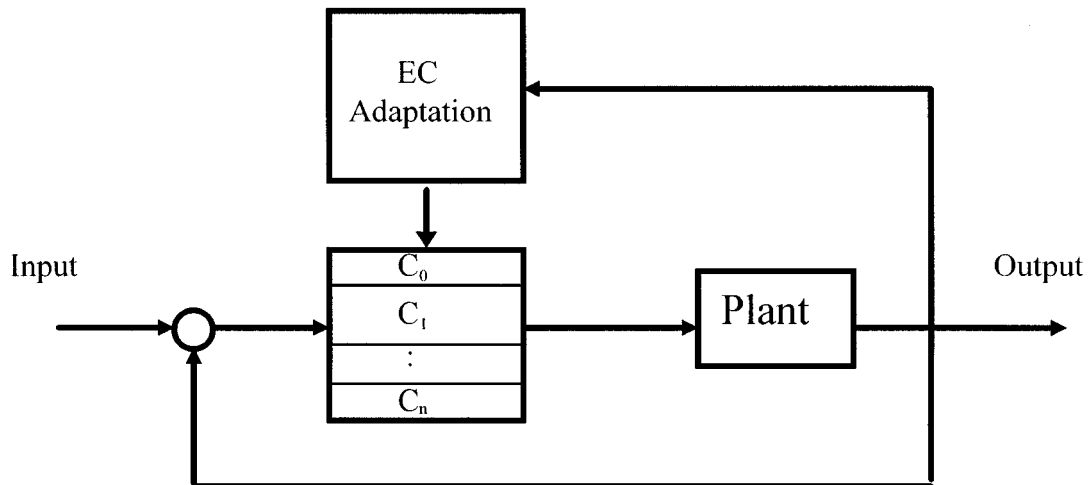 EC
Adaptation
Input
C₀
C₁
:
Cₙ
Plant
Output